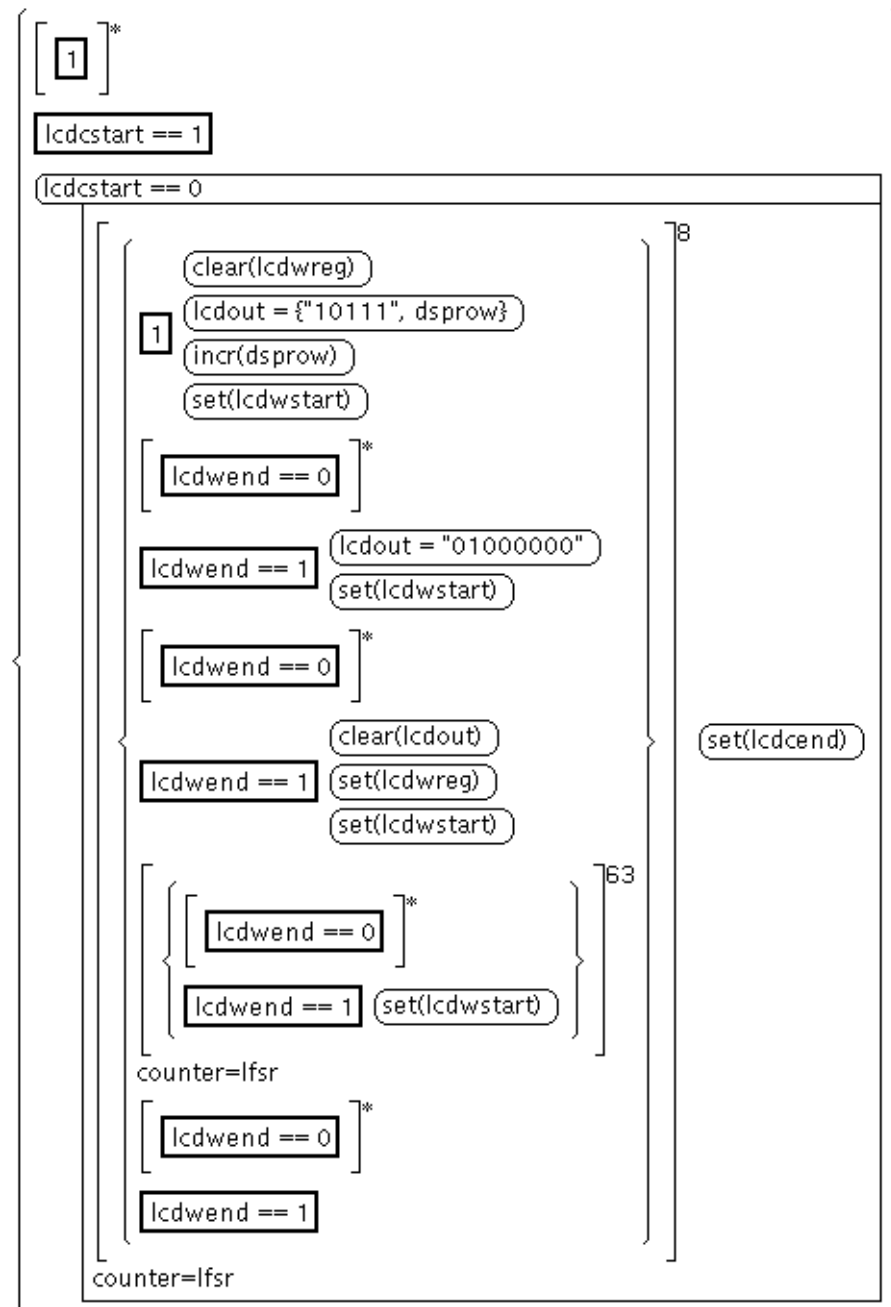 *
1
lcdcstart == 1
lcdcstart == 0
8
clear(lcdwreg)
lcdout = {"10111", dsprow}
1
incr(dsprow)
set(lcdwstart)
*
lcdwend == 0
lcdout = "01000000"
lcdwend == 1
set(lcdwstart)
*
lcdwend == 0
clear(lcdout)
set(lcdcend)
lcdwend == 1 set(lcdwreg)
set(lcdwstart)
63
*
lcdwend == 0
lcdwend == 1 set(lcdwstart)
counter=lfsr
*
lcdwend == 0
lcdwend == 1
counter=lfsr